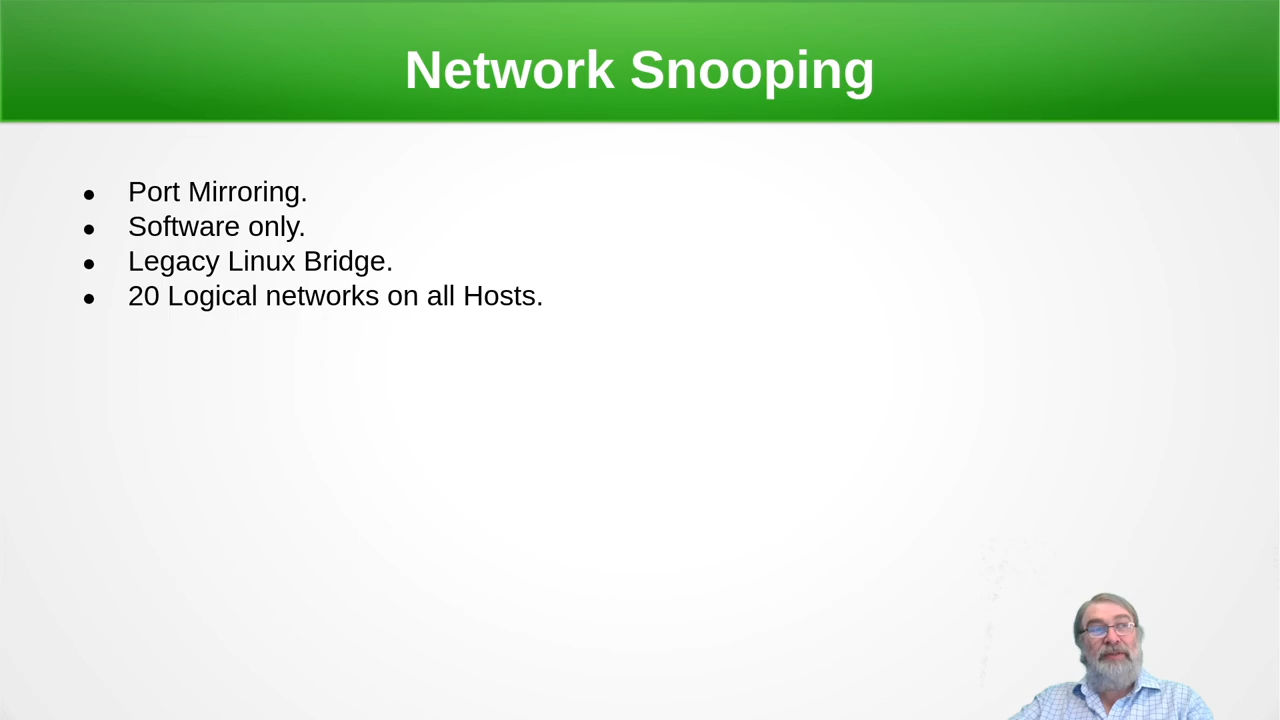 Network Snooping
● Port Mirroring.
● Software only.
● Legacy Linux Bridge.
● 20 Logical networks on all Hosts.